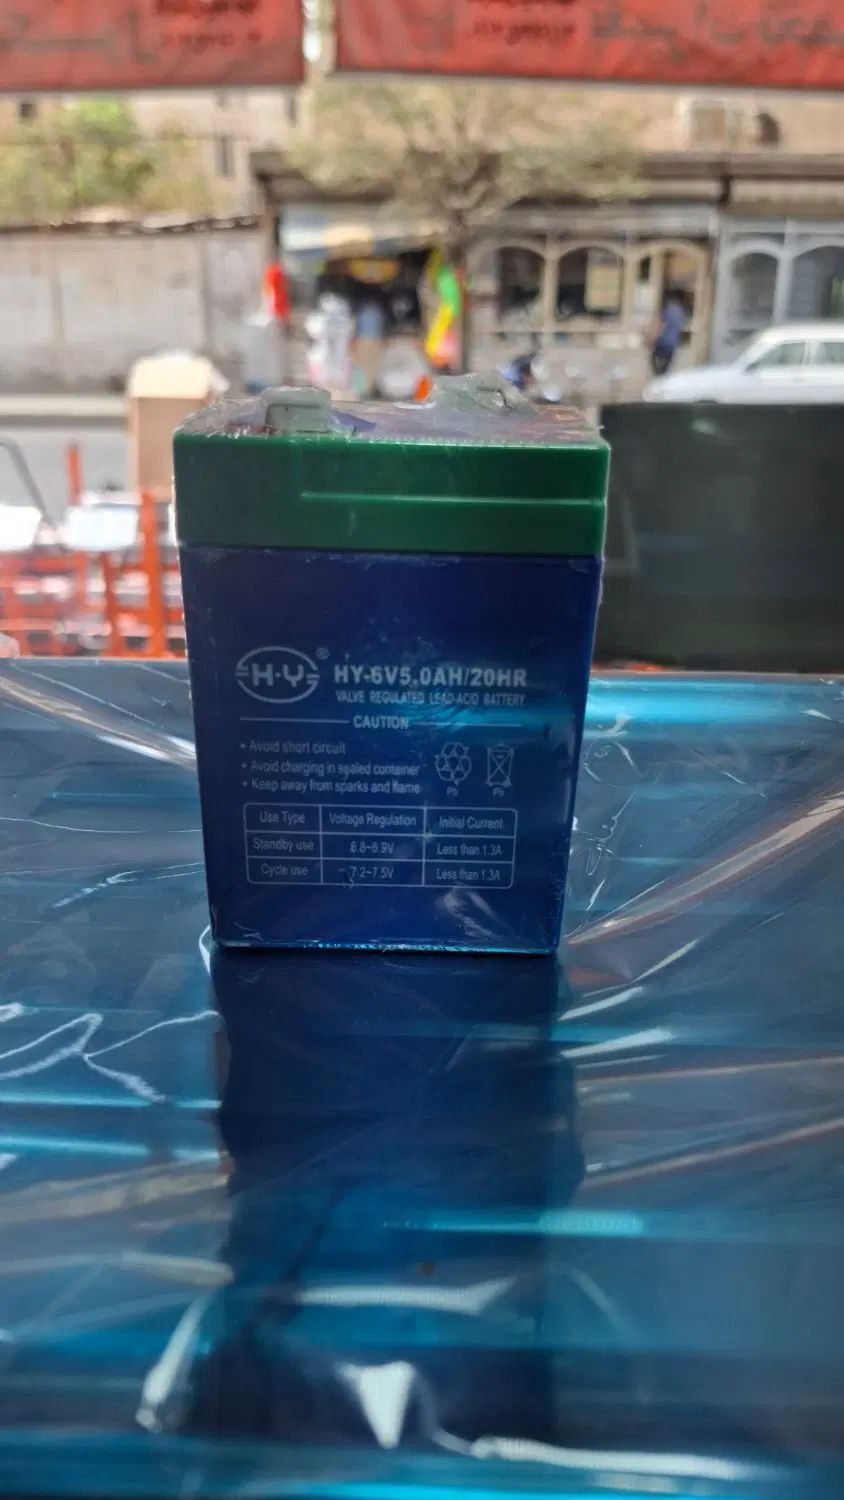 H-Y ®
HY-6V5.0AH/20HR
VALVE REGULATED LEAD-ACID BATTERY
CAUTION
• Avoid short circuit
• Avoid charging in sealed container
• Keep away from sparks and flame
Pb Pb
Use Type Voltage Regulation Initial Current
Standby use 6.8~6.9V Less than 1.3A
Cycle use 7.2~7.5V Less than 1.3A